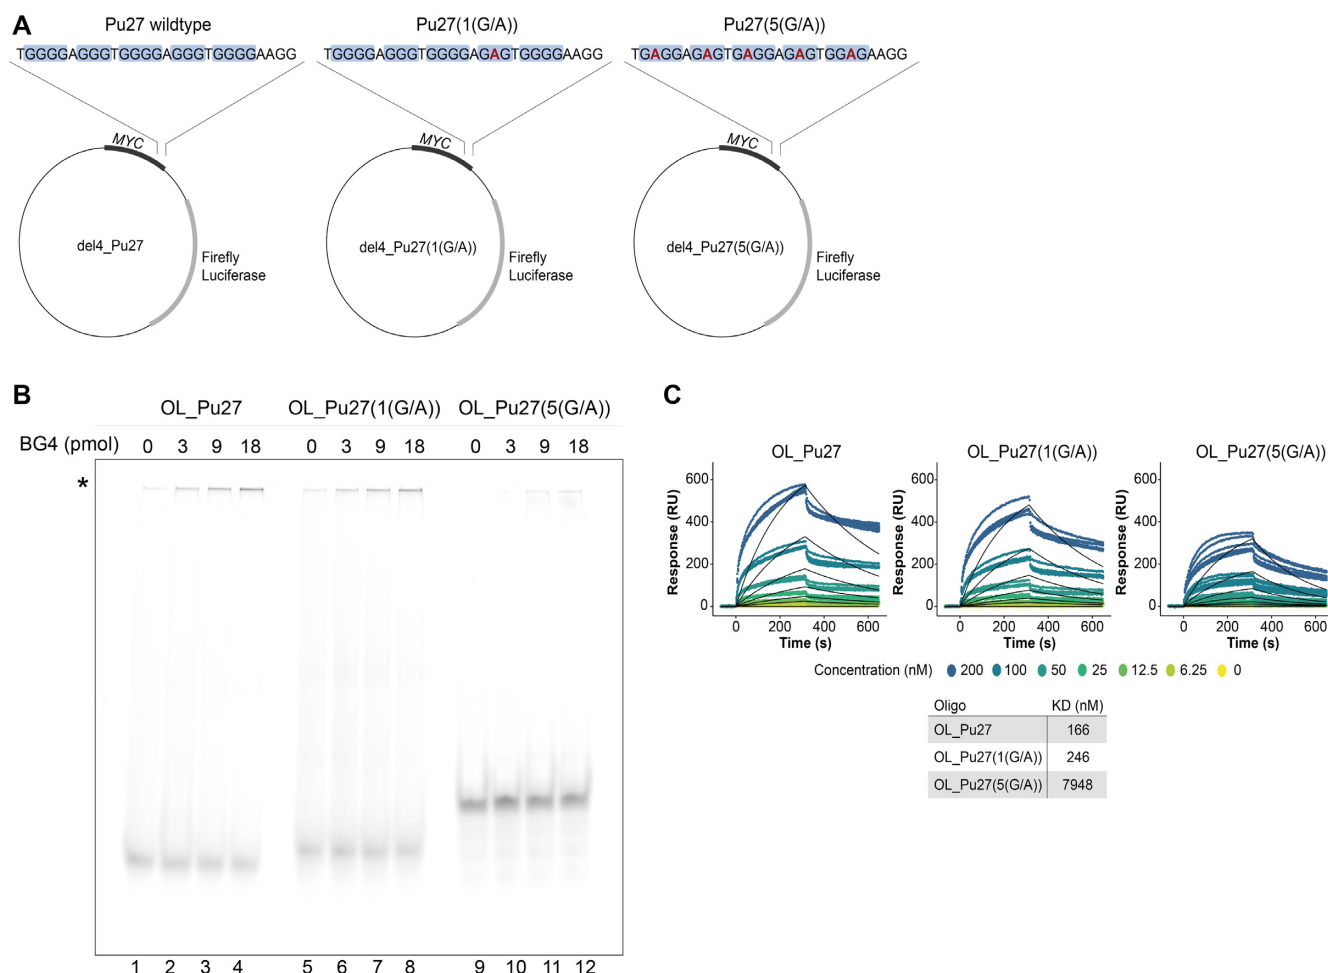 A
Pu27 wildtype
Pu27(1(G/A))
Pu27(5(G/A))
TGGGGAGGGTGGGGAGGGTGGGGAAGG
TGGGGAGGGTGGGGAGAGTGGGGAAGG
TGAGGAGAGTGAGGAGAGTGGAGAAGG
MYC
MYC
MYC
del4_Pu27
del4_Pu27(1(G/A))
del4_Pu27(5(G/A))
Firefly
Luciferase
Firefly
Luciferase
Firefly
Luciferase
B
OL_Pu27
OL_Pu27(1(G/A))
OL_Pu27(5(G/A))
BG4 (pmol) 0 3 9 18 0 3 9 18 0 3 9 18
*
1 2 3 4 5 6 7 8 9 10 11 12
C
OL_Pu27
OL_Pu27(1(G/A))
OL_Pu27(5(G/A))
Response (RU)
600
400
200
0
0 200 400 600
Time (s)
Response (RU)
600
400
200
0
0 200 400 600
Time (s)
Response (RU)
600
400
200
0
0 200 400 600
Time (s)
Concentration (nM) 200 100 50 25 12.5 6.25 0
Oligo KD (nM)
OL_Pu27 166
OL_Pu27(1(G/A)) 246
OL_Pu27(5(G/A)) 7948